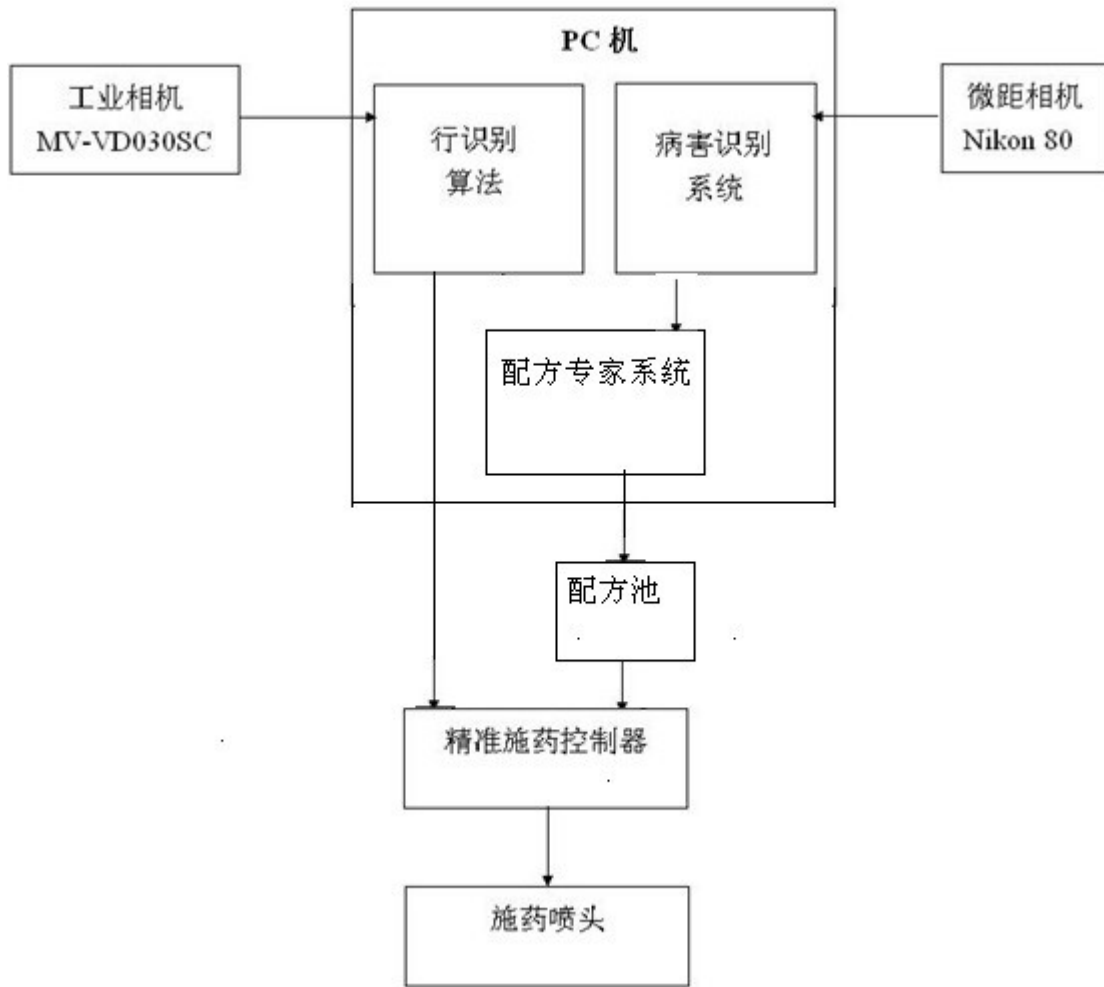 PC 机
工业相机
MV-VD030SC
行识别
算法
病害识别
系统
微距相机
Nikon 80
配方专家系统
配方池
精准施药控制器
施药喷头